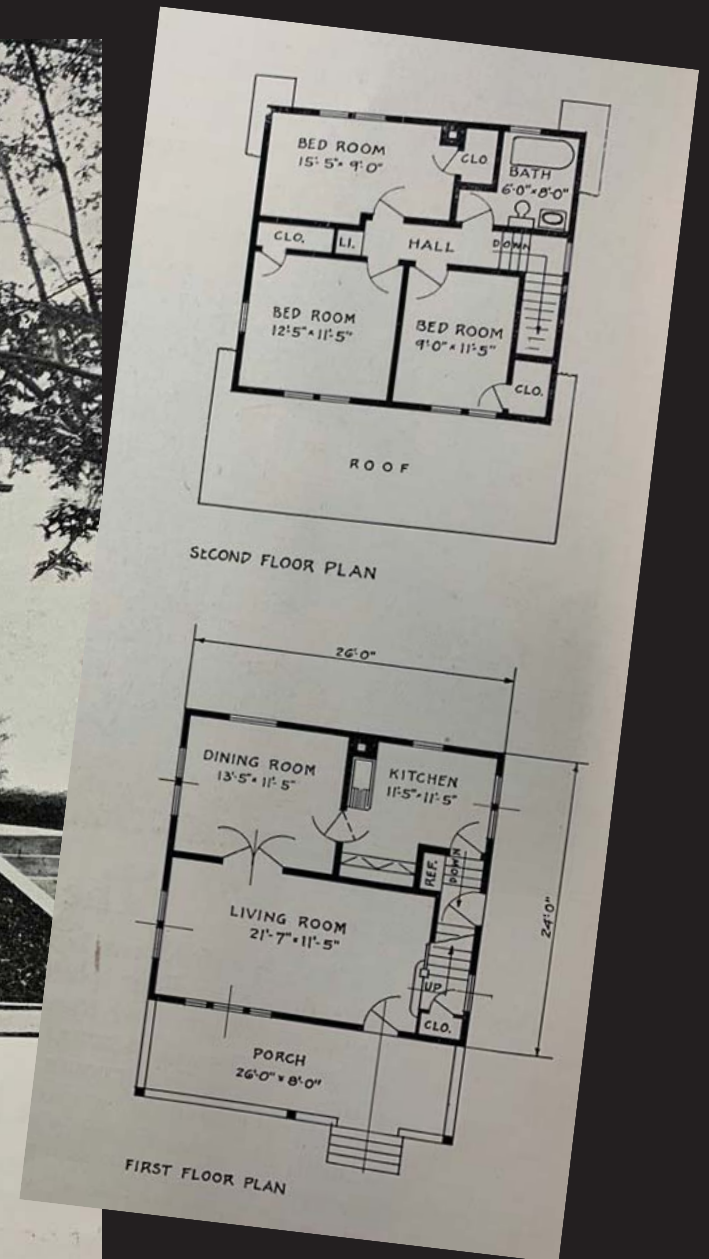 BED ROOM
15'-5" × 9'-0"
CLO
BATH
6'-0" × 8'-0"
CLO.
LI.
HALL
DOWN
BED ROOM
12'-5" × 11'-5"
BED ROOM
9'-0" × 11'-5"
CLO.
ROOF
SECOND FLOOR PLAN
26'-0"
DINING ROOM
13'-5" × 11'-5"
KITCHEN
11'-5" × 11'-5"
REF.
DOWN
LIVING ROOM
21'-7" × 11'-5"
24'-0"
UP
CLO.
PORCH
26'-0" × 8'-0"
FIRST FLOOR PLAN